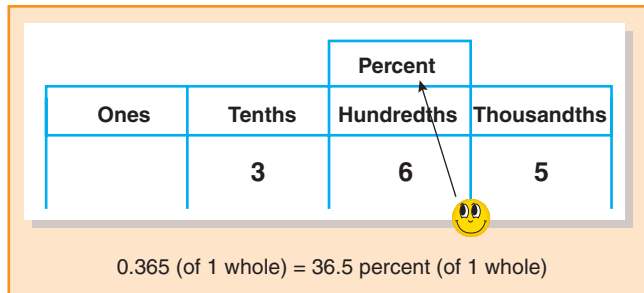 Percent
Ones Tenths Hundredths Thousandths
3 6 5
0.365 (of 1 whole) = 36.5 percent (of 1 whole)